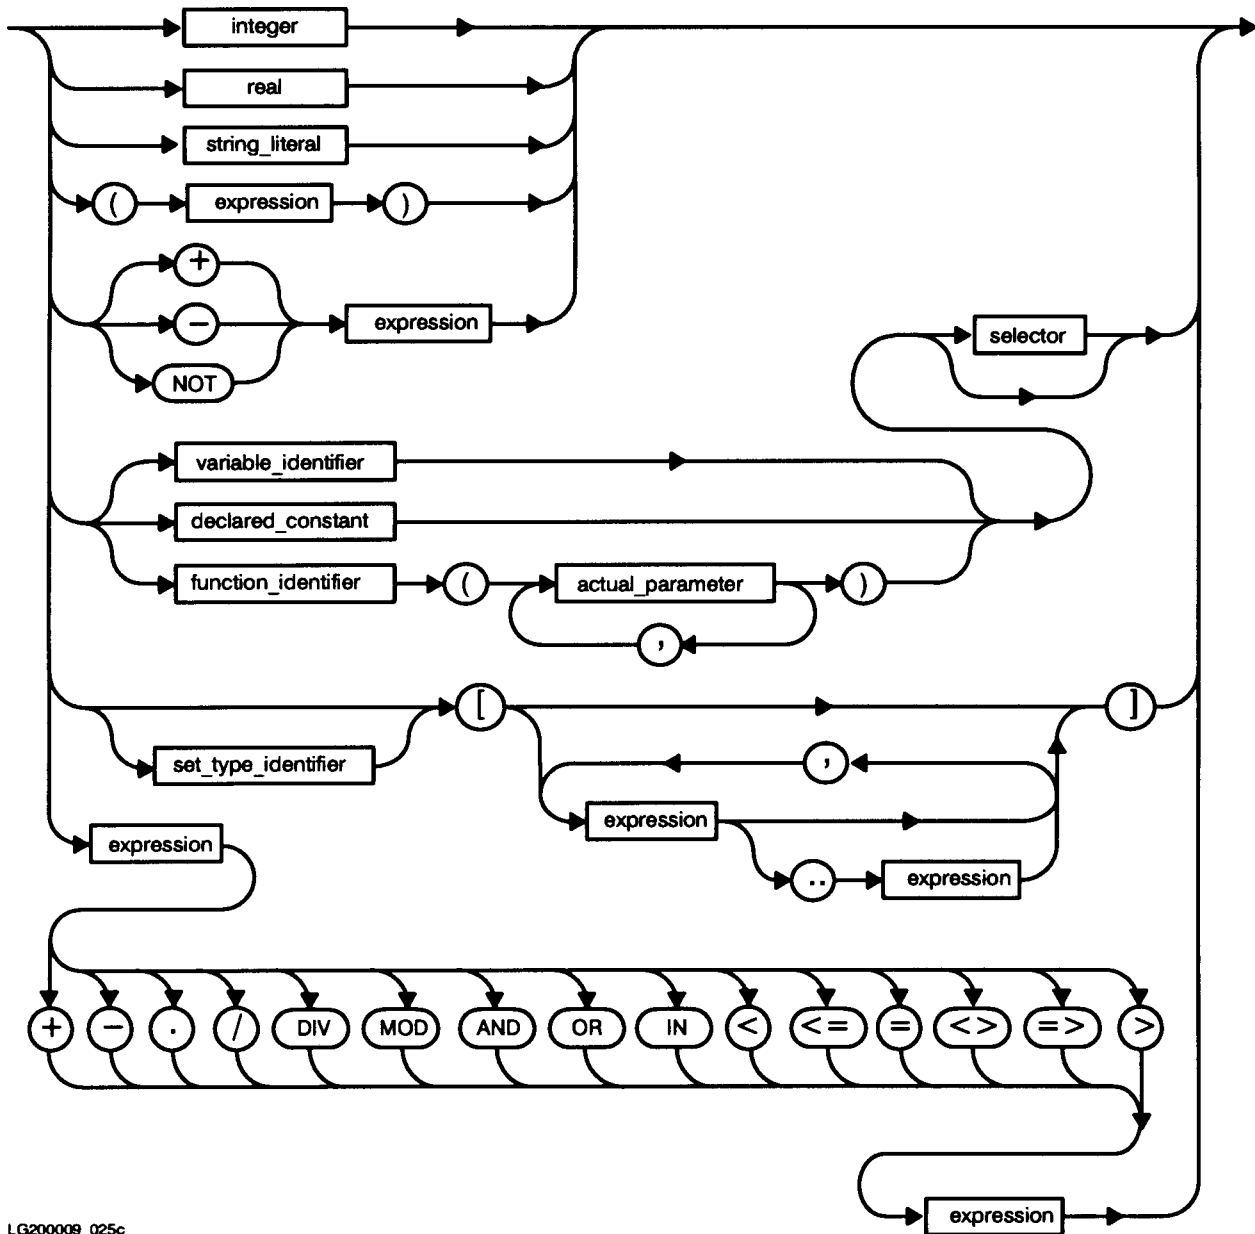 integer
real
string_literal
( expression )
+
- expression
NOT
selector
variable_identifier
declared_constant
function_identifier ( actual_parameter )
,
[ ]
set_type_identifier ,
expression
expression
.. expression
+ - . / DIV MOD AND OR IN < <= = <> => >
expression
LG200009_025c